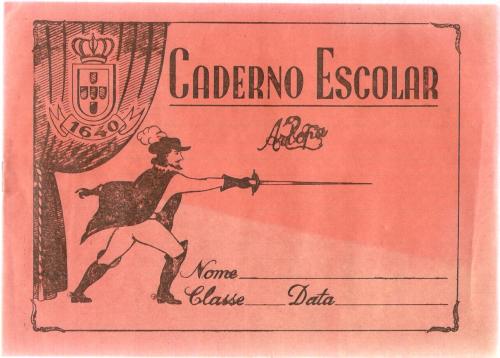 CADERNO ESCOLAR
1640
Nome
Classe Data